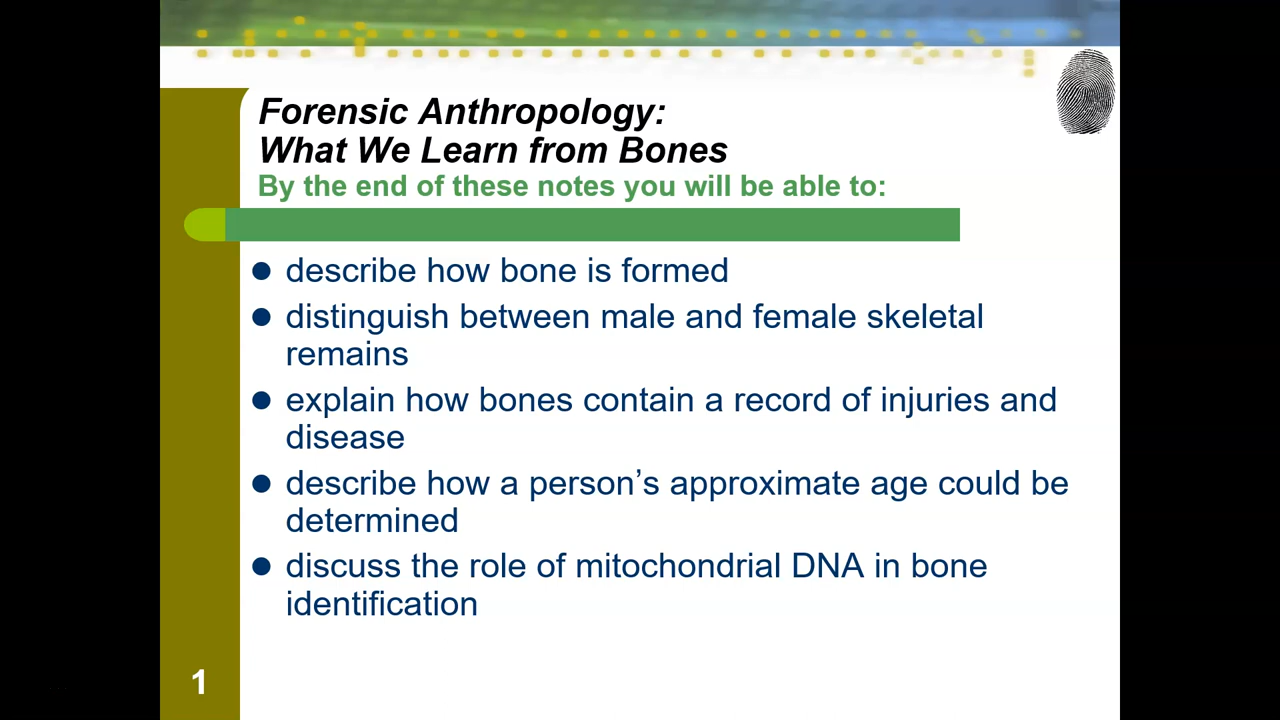 Forensic Anthropology:
What We Learn from Bones
By the end of these notes you will be able to:
describe how bone is formed
distinguish between male and female skeletal
remains
explain how bones contain a record of injuries and
disease
describe how a person’s approximate age could be
determined
discuss the role of mitochondrial DNA in bone
identification
1